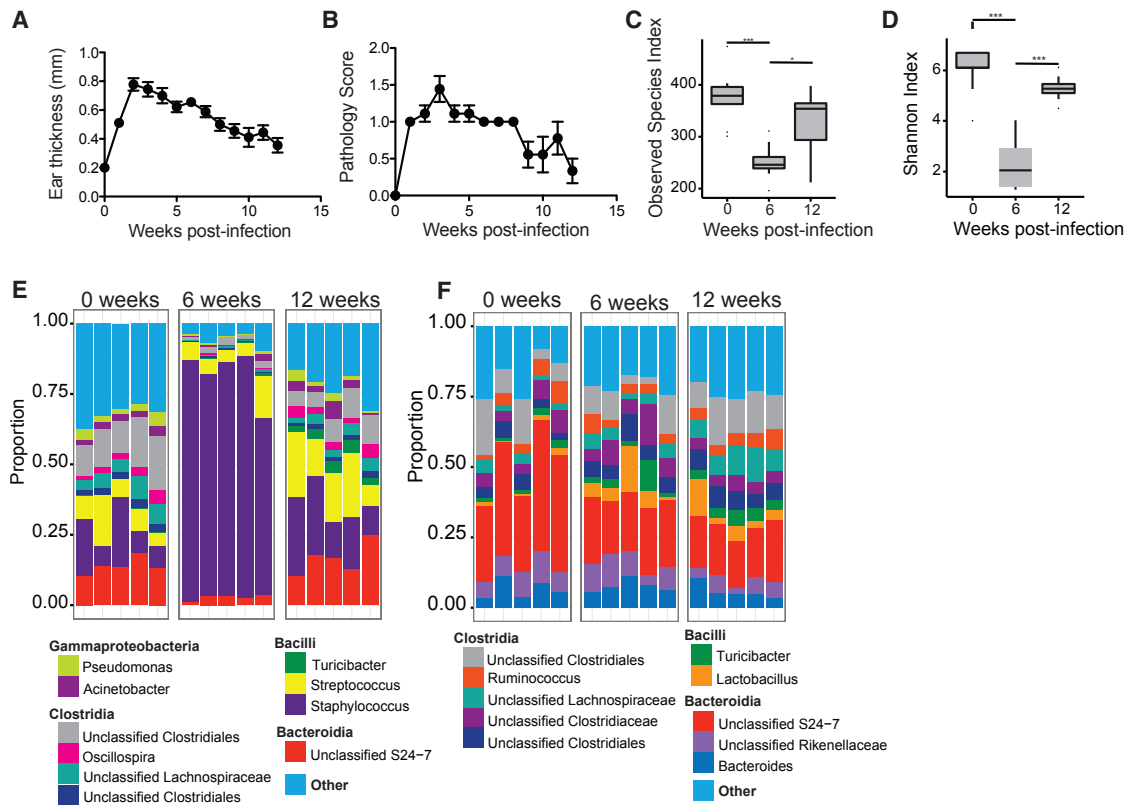 A
B
C
D
Ear thickness (mm)
1.0
0.8
0.6
0.4
0.2
0.0
0 5 10 15
Weeks post-infection
Pathology Score
2.0
1.5
1.0
0.5
0.0
0 5 10 15
Weeks post-infection
Observed Species Index
*** 
*
400
300
200
0 6 12
Weeks post-infection
Shannon Index
***
***
6
4
2
0 6 12
Weeks post-infection
E
0 weeks 6 weeks 12 weeks
Proportion
1.00
0.75
0.50
0.25
0.00
Gammaproteobacteria
Pseudomonas
Acinetobacter
Clostridia
Unclassified Clostridiales
Oscillospira
Unclassified Lachnospiraceae
Unclassified Clostridiales
Bacilli
Turicibacter
Streptococcus
Staphylococcus
Bacteroidia
Unclassified S24-7
Other
F
0 weeks 6 weeks 12 weeks
Proportion
1.00
0.75
0.50
0.25
0.00
Clostridia
Unclassified Clostridiales
Ruminococcus
Unclassified Lachnospiraceae
Unclassified Clostridiaceae
Unclassified Clostridiales
Bacilli
Turicibacter
Lactobacillus
Bacteroidia
Unclassified S24-7
Unclassified Rikenellaceae
Bacteroides
Other